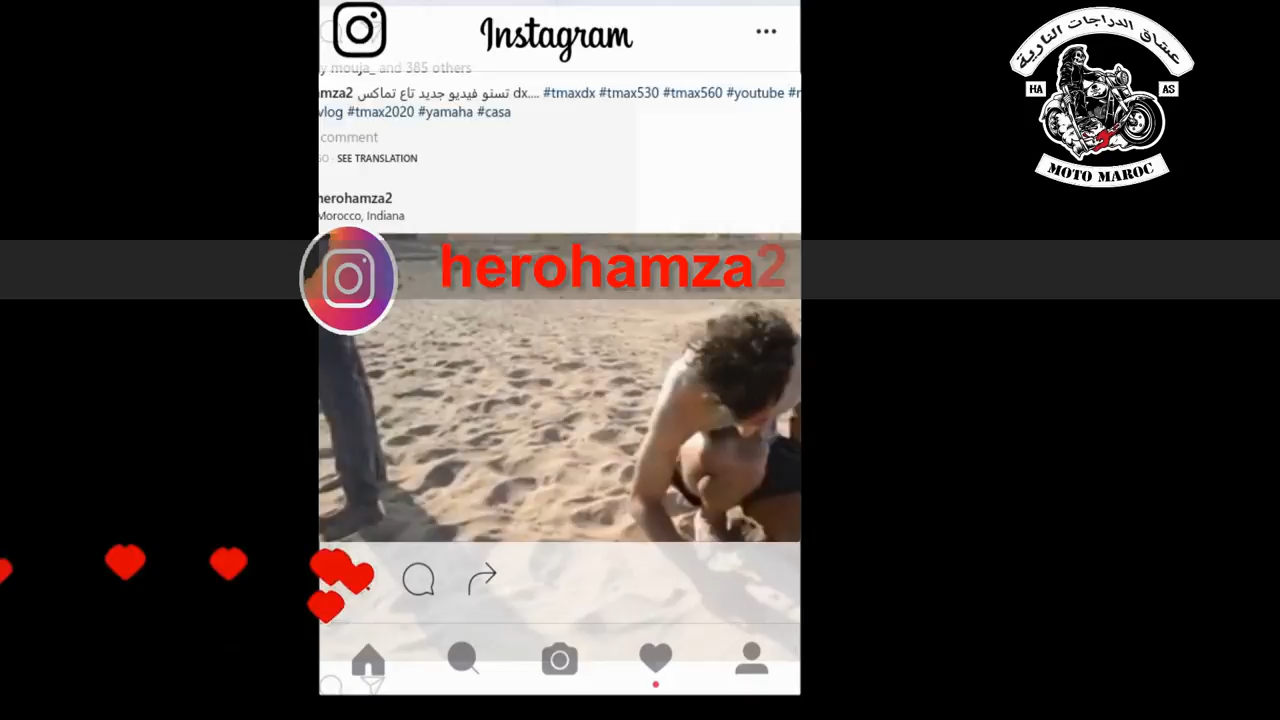 Instagram
y mouja_ and 385 others
mza2 تسنو فيديو جديد تاع تماكس dx.... #tmaxdx #tmax530 #tmax560 #youtube #m
vlog #tmax2020 #yamaha #casa
comment
GO · SEE TRANSLATION
herohamza2
Morocco, Indiana
herohamza2
عشاق الدراجات النارية
HA AS
MOTO MAROC